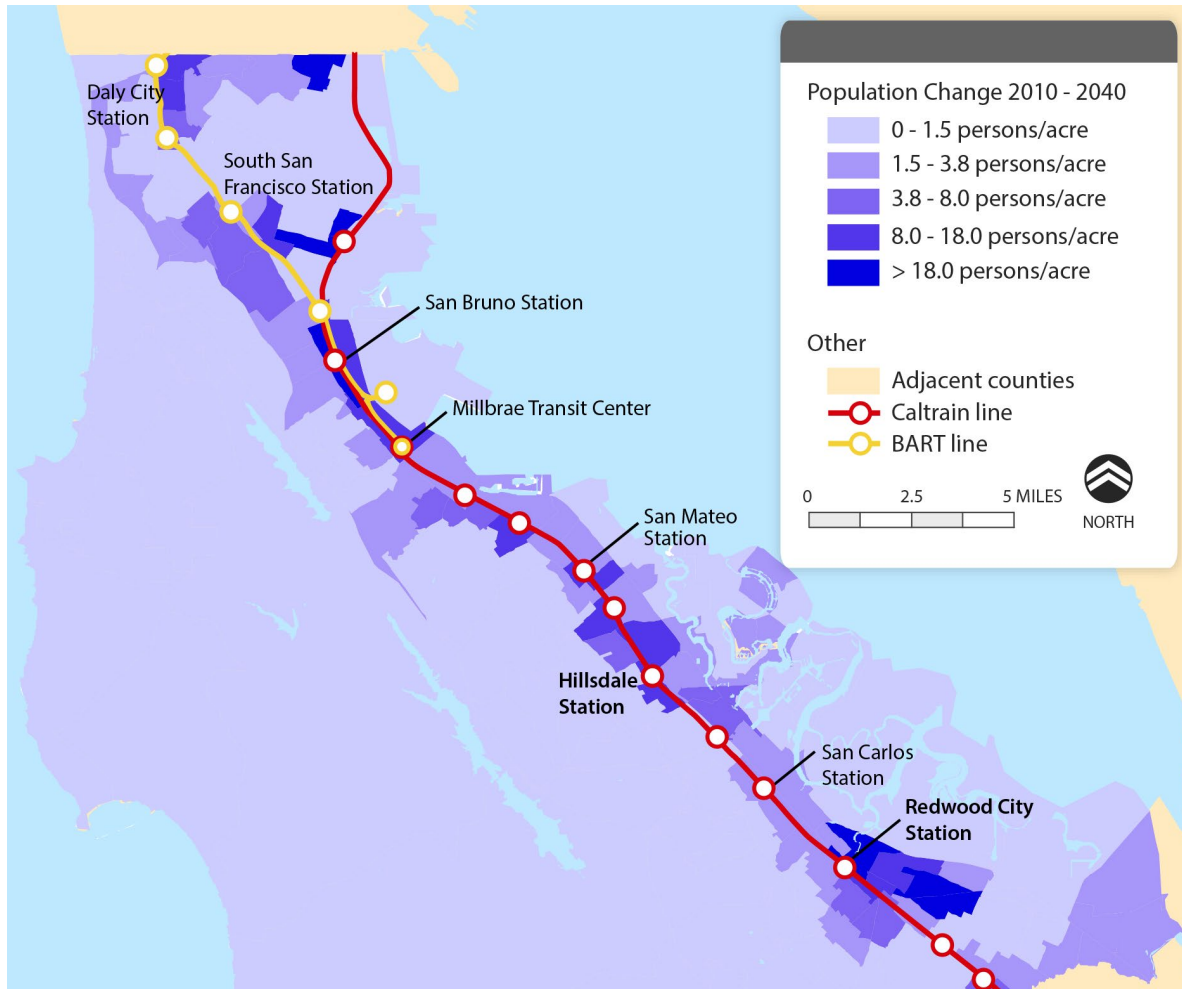 Daly City
Station
South San
Francisco Station
San Bruno Station
Millbrae Transit Center
San Mateo
Station
Hillsdale
Station
San Carlos
Station
Redwood City
Station
Population Change 2010 - 2040
0 - 1.5 persons/acre
1.5 - 3.8 persons/acre
3.8 - 8.0 persons/acre
8.0 - 18.0 persons/acre
> 18.0 persons/acre
Other
Adjacent counties
Caltrain line
BART line
0 2.5 5 MILES
NORTH